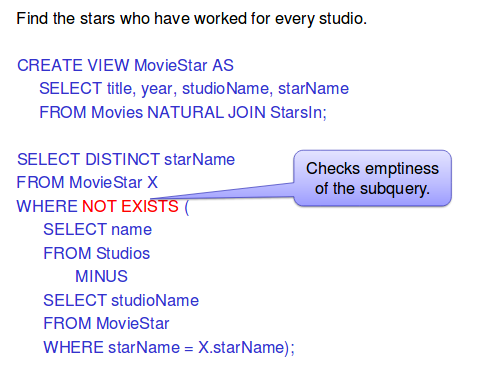 Find the stars who have worked for every studio.
CREATE VIEW MovieStar AS
SELECT title, year, studioName, starName
FROM Movies NATURAL JOIN StarsIn;
SELECT DISTINCT starName
FROM MovieStar X
WHERE NOT EXISTS (
Checks emptiness
of the subquery.
SELECT name
FROM Studios
MINUS
SELECT studioName
FROM MovieStar
WHERE starName = X.starName);